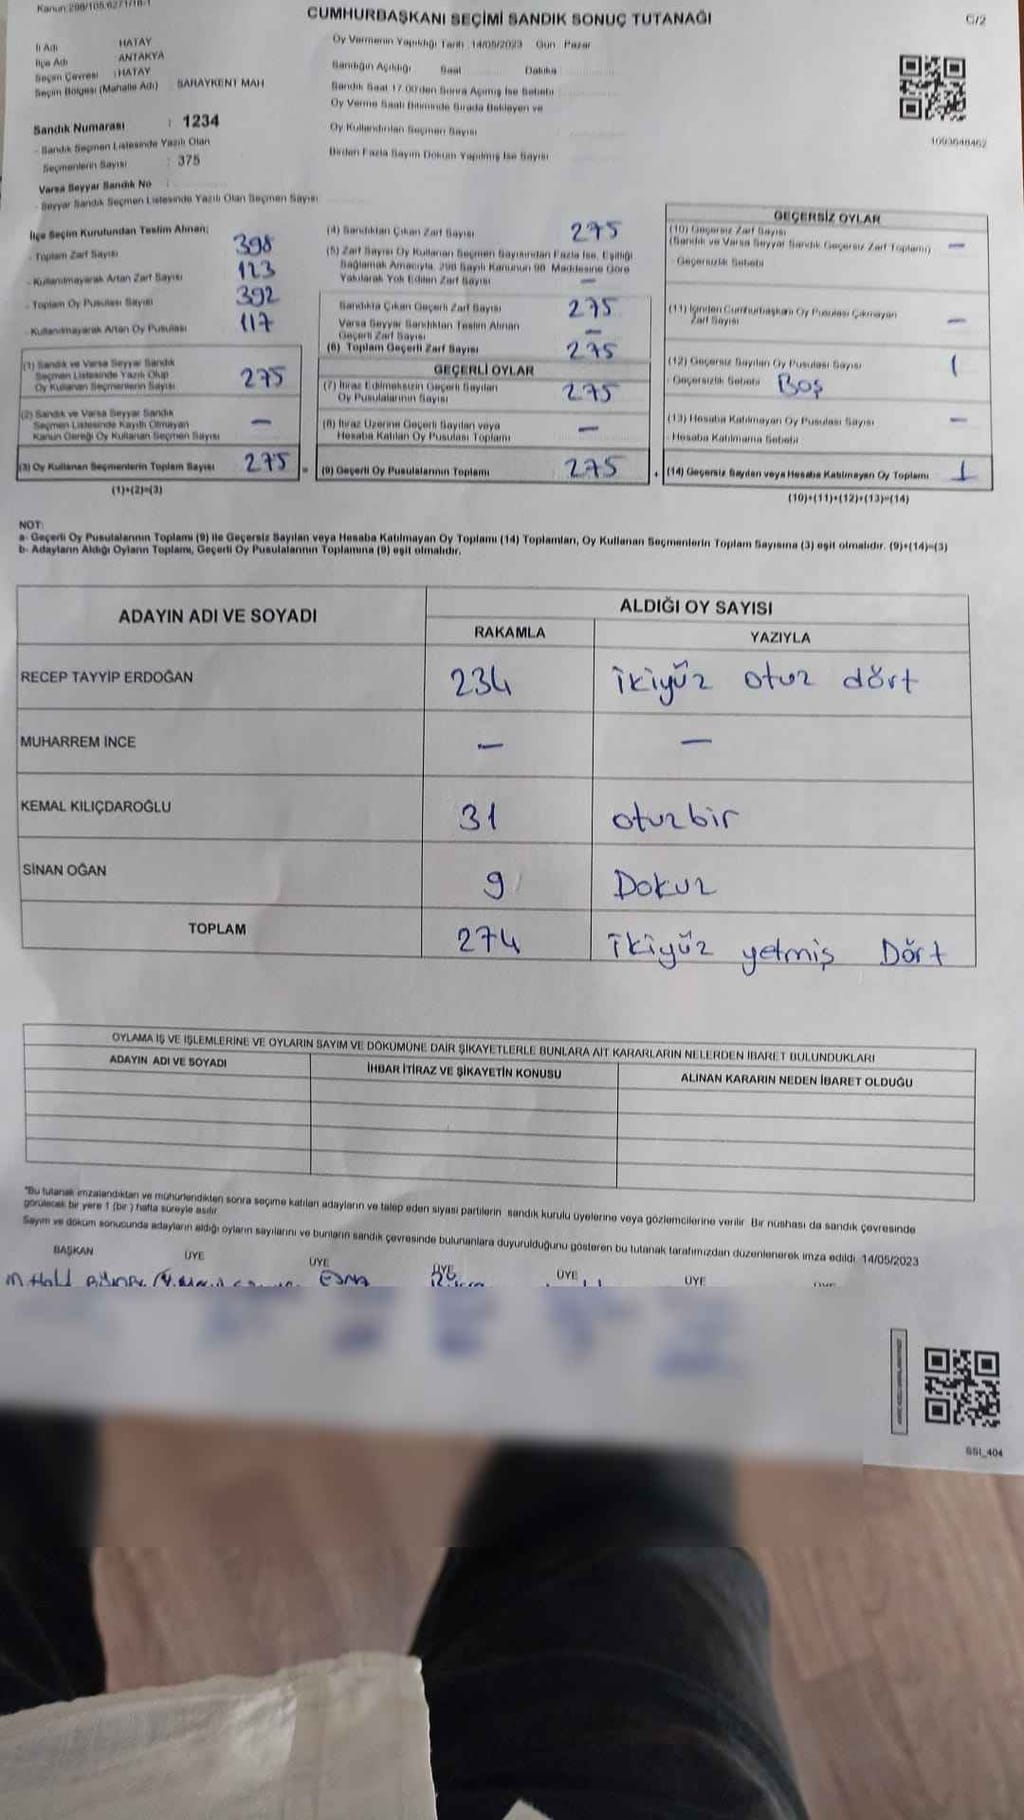 Kanun:298/105,6271/18-1
CUMHURBAŞKANI SEÇİMİ SANDIK SONUÇ TUTANAĞI
C/2
İl Adı HATAY
İlçe Adı ANTAKYA
Seçim Çevresi : HATAY
Seçim Bölgesi (Mahalle Adı) SARAYKENT MAH
Sandık Numarası : 1234
- Sandık Seçmen Listesinde Yazılı Olan
Seçmenlerin Sayısı : 375
Varsa Seyyar Sandık No :
- Seyyar Sandık Seçmen Listesinde Yazılı Olan Seçmen Sayısı
Oy Vermenin Yapıldığı Tarih : 14/05/2023 Gün : Pazar
Sandığın Açıldığı Saat Dakika
Sandık Saat 17.00'den Sonra Açılmış İse Sebebi
Oy Verme Saati Bitiminde Sırada Bekleyen ve
Oy Kullandırılan Seçmen Sayısı
Birden Fazla Sayım Döküm Yapılmış İse Sayısı
1093648462
İlçe Seçim Kurulundan Teslim Alınan;
- Toplam Zarf Sayısı 398
- Kullanılmayarak Artan Zarf Sayısı 123
- Toplam Oy Pusulası Sayısı 392
- Kullanılmayarak Artan Oy Pusulası 117
(1) Sandık ve Varsa Seyyar Sandık
Seçmen Listesinde Yazılı Olup
Oy Kullanan Seçmenlerin Sayısı 275
(2) Sandık ve Varsa Seyyar Sandık
Seçmen Listesinde Kayıtlı Olmayan
Kanun Gereği Oy Kullanan Seçmen Sayısı —
(3) Oy Kullanan Seçmenlerin Toplam Sayısı 275 =
(1)+(2)=(3)
(4) Sandıktan Çıkan Zarf Sayısı 275
(5) Zarf Sayısı Oy Kullanan Seçmen Sayısından Fazla İse, Eşitliği
Sağlamak Amacıyla, 298 Sayılı Kanunun 98. Maddesine Göre
Yakılarak Yok Edilen Zarf Sayısı —
Sandıkta Çıkan Geçerli Zarf Sayısı 275
Varsa Seyyar Sandıktan Teslim Alınan
Geçerli Zarf Sayısı —
(6) Toplam Geçerli Zarf Sayısı 275
GEÇERLİ OYLAR
(7) İtiraz Edilmeksizin Geçerli Sayılan
Oy Pusulalarının Sayısı 275
(8) İtiraz Üzerine Geçerli Sayılan veya
Hesaba Katılan Oy Pusulası Toplamı —
(9) Geçerli Oy Pusulalarının Toplamı 275 +
GEÇERSİZ OYLAR
(10) Geçersiz Zarf Sayısı
(Sandık ve Varsa Seyyar Sandık Geçersiz Zarf Toplamı) —
- Geçersizlik Sebebi
(11) İçinden Cumhurbaşkanı Oy Pusulası Çıkmayan
Zarf Sayısı —
(12) Geçersiz Sayılan Oy Pusulası Sayısı 1
- Geçersizlik Sebebi Boş
(13) Hesaba Katılmayan Oy Pusulası Sayısı —
- Hesaba Katılmama Sebebi
(14) Geçersiz Sayılan veya Hesaba Katılmayan Oy Toplamı 1
(10)+(11)+(12)+(13)=(14)
NOT:
a- Geçerli Oy Pusulalarının Toplamı (9) ile Geçersiz Sayılan veya Hesaba Katılmayan Oy Toplamı (14) Toplamları, Oy Kullanan Seçmenlerin Toplam Sayısına (3) eşit olmalıdır. (9)+(14)=(3)
b- Adayların Aldığı Oyların Toplamı, Geçerli Oy Pusulalarının Toplamına (9) eşit olmalıdır.
ADAYIN ADI VE SOYADI
ALDIĞI OY SAYISI
RAKAMLA YAZIYLA
RECEP TAYYİP ERDOĞAN 234 ikiyüz otuz dört
MUHARREM İNCE — —
KEMAL KILIÇDAROĞLU 31 otuzbir
SİNAN OĞAN 9 Dokuz
TOPLAM 274 ikiyüz yetmiş Dört
OYLAMA İŞ VE İŞLEMLERİNE VE OYLARIN SAYIM VE DÖKÜMÜNE DAİR ŞİKAYETLERLE BUNLARA AİT KARARLARIN NELERDEN İBARET BULUNDUKLARI
ADAYIN ADI VE SOYADI İHBAR İTİRAZ VE ŞİKAYETİN KONUSU ALINAN KARARIN NEDEN İBARET OLDUĞU
"Bu tutanak imzalandıktan ve mühürlendikten sonra seçime katılan adayların ve talep eden siyasi partilerin sandık kurulu üyelerine veya gözlemcilerine verilir. Bir nüshası da sandık çevresinde
görülecek bir yere 1 (bir) hafta süreyle asılır.
Sayım ve döküm sonucunda adayların aldığı oyların sayılarını ve bunların sandık çevresinde bulunanlara duyurulduğunu gösteren bu tutanak tarafımızdan düzenlenerek imza edildi. 14/05/2023
BAŞKAN ÜYE ÜYE ÜYE ÜYE ÜYE
ESMA
SSI_404